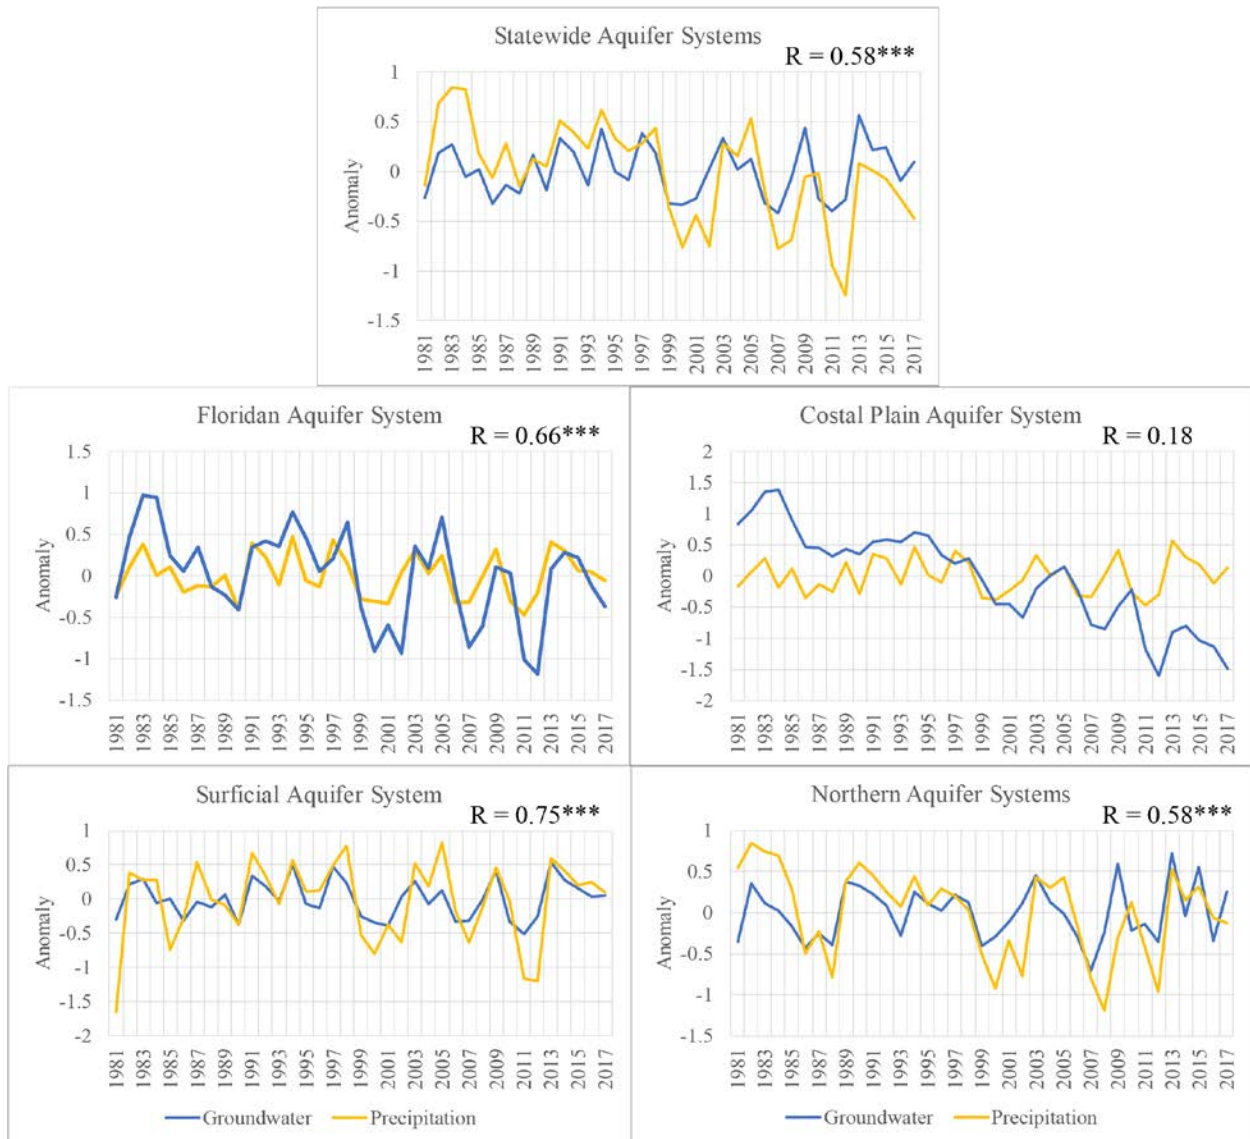 Statewide Aquifer Systems
R = 0.58***
1
0.5
0
-0.5
-1
-1.5
Anomaly
1981 1983 1985 1987 1989 1991 1993 1995 1997 1999 2001 2003 2005 2007 2009 2011 2013 2015 2017
Floridan Aquifer System
R = 0.66***
1.5
1
0.5
0
-0.5
-1
-1.5
Anomaly
1981 1983 1985 1987 1989 1991 1993 1995 1997 1999 2001 2003 2005 2007 2009 2011 2013 2015 2017
Costal Plain Aquifer System
R = 0.18
2
1.5
1
0.5
0
-0.5
-1
-1.5
-2
Anomaly
1981 1983 1985 1987 1989 1991 1993 1995 1997 1999 2001 2003 2005 2007 2009 2011 2013 2015 2017
Surficial Aquifer System
R = 0.75***
1
0.5
0
-0.5
-1
-1.5
-2
Anomaly
1981 1983 1985 1987 1989 1991 1993 1995 1997 1999 2001 2003 2005 2007 2009 2011 2013 2015 2017
Groundwater Precipitation
Northern Aquifer Systems
R = 0.58***
1
0.5
0
-0.5
-1
-1.5
Anomaly
1981 1983 1985 1987 1989 1991 1993 1995 1997 1999 2001 2003 2005 2007 2009 2011 2013 2015 2017
Groundwater Precipitation